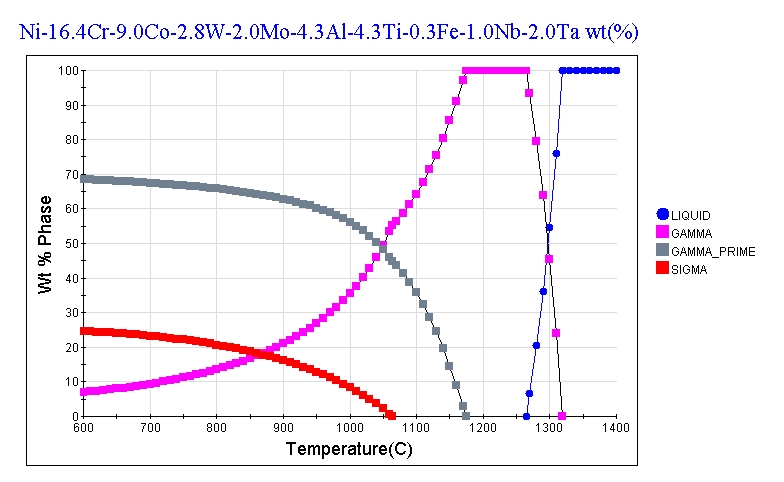 Ni-16.4Cr-9.0Co-2.8W-2.0Mo-4.3Al-4.3Ti-0.3Fe-1.0Nb-2.0Ta wt(%)
100
90
80
70
60
50
40
30
20
10
0
Wt % Phase
600 700 800 900 1000 1100 1200 1300 1400
Temperature(C)
LIQUID
GAMMA
GAMMA_PRIME
SIGMA